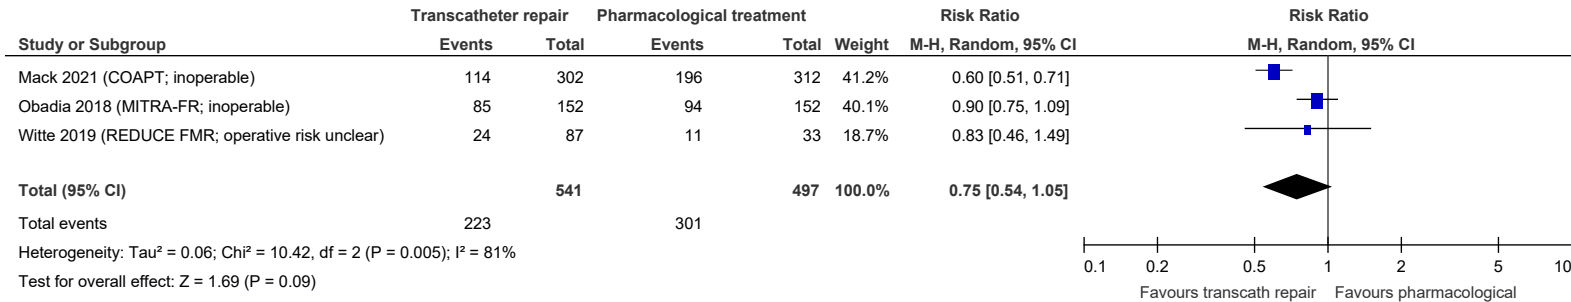 Transcatheter repair Pharmacological treatment Risk Ratio Risk Ratio
Study or Subgroup Events Total Events Total Weight M-H, Random, 95% CI M-H, Random, 95% CI
Mack 2021 (COAPT; inoperable) 114 302 196 312 41.2% 0.60 [0.51, 0.71]
Obadia 2018 (MITRA-FR; inoperable) 85 152 94 152 40.1% 0.90 [0.75, 1.09]
Witte 2019 (REDUCE FMR; operative risk unclear) 24 87 11 33 18.7% 0.83 [0.46, 1.49]
Total (95% CI) 541 497 100.0% 0.75 [0.54, 1.05]
Total events 223 301
Heterogeneity: Tau² = 0.06; Chi² = 10.42, df = 2 (P = 0.005); I² = 81%
Test for overall effect: Z = 1.69 (P = 0.09)
0.1 0.2 0.5 1 2 5 10
Favours transcath repair Favours pharmacological